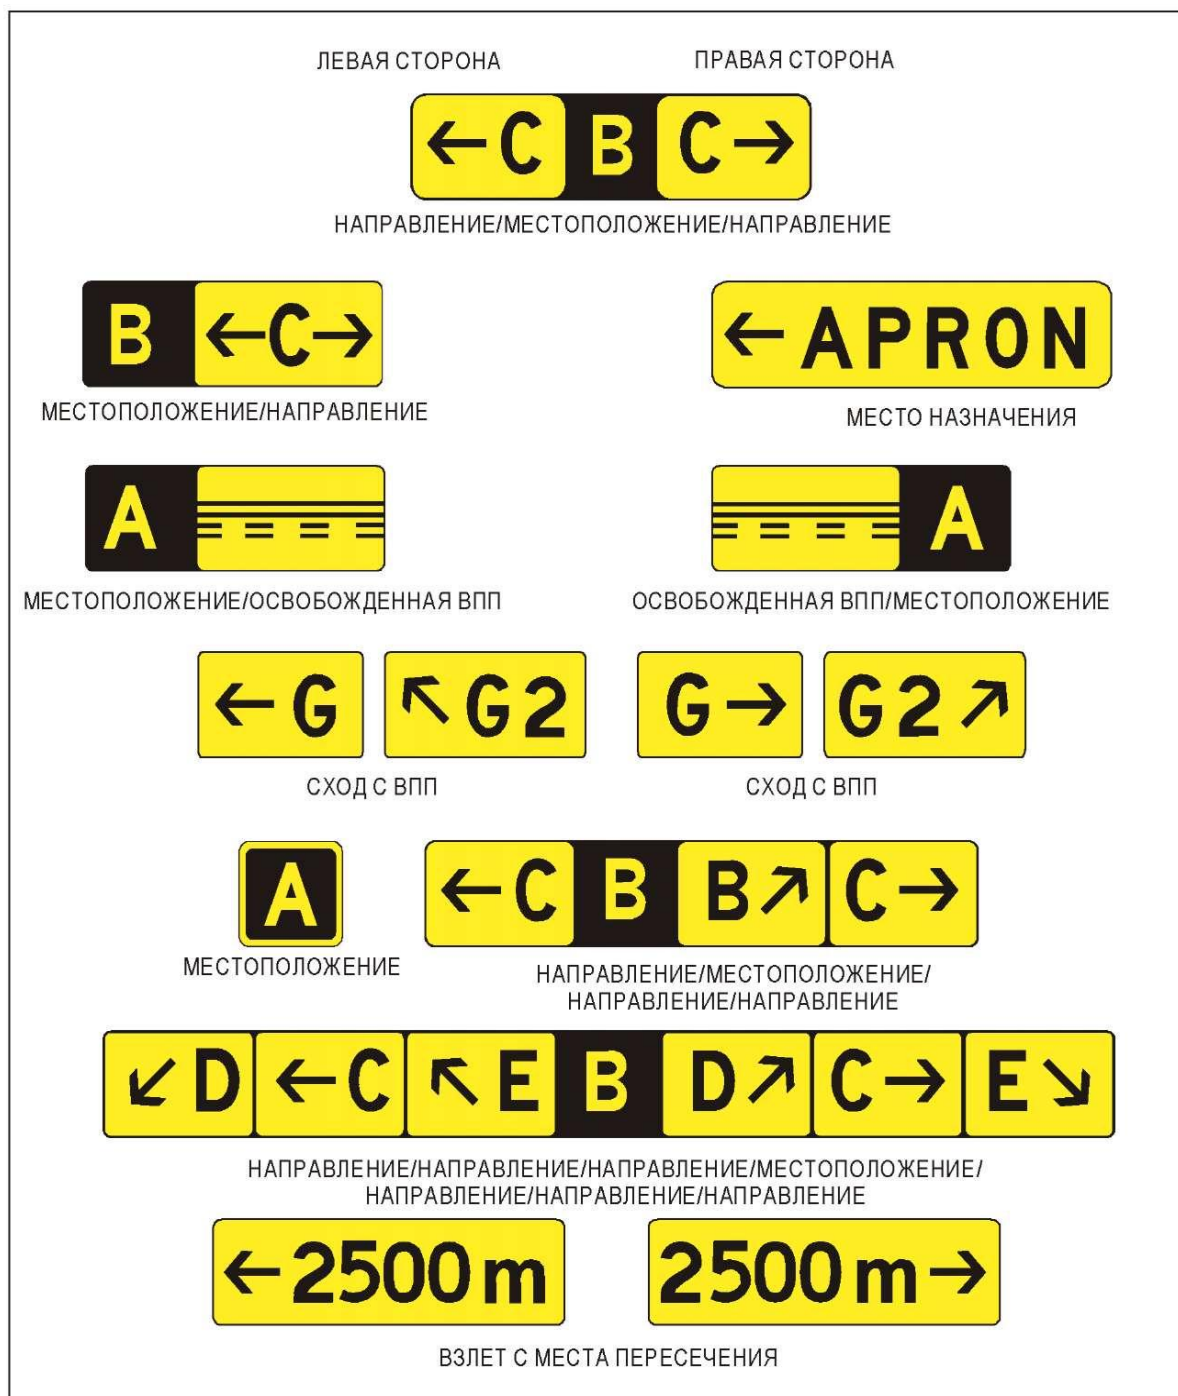 ЛЕВАЯ СТОРОНА ПРАВАЯ СТОРОНА
←C B C→
НАПРАВЛЕНИЕ/МЕСТОПОЛОЖЕНИЕ/НАПРАВЛЕНИЕ
B ←C→ ←APRON
МЕСТОПОЛОЖЕНИЕ/НАПРАВЛЕНИЕ МЕСТО НАЗНАЧЕНИЯ
A A
МЕСТОПОЛОЖЕНИЕ/ОСВОБОЖДЕННАЯ ВПП ОСВОБОЖДЕННАЯ ВПП/МЕСТОПОЛОЖЕНИЕ
←G ↖G2 G→ G2↗
СХОД С ВПП СХОД С ВПП
A ←C B B↗ C→
МЕСТОПОЛОЖЕНИЕ НАПРАВЛЕНИЕ/МЕСТОПОЛОЖЕНИЕ/
НАПРАВЛЕНИЕ/НАПРАВЛЕНИЕ
↙D ←C ↖E B D↗ C→ E↘
НАПРАВЛЕНИЕ/НАПРАВЛЕНИЕ/НАПРАВЛЕНИЕ/МЕСТОПОЛОЖЕНИЕ/
НАПРАВЛЕНИЕ/НАПРАВЛЕНИЕ/НАПРАВЛЕНИЕ
←2500m 2500m→
ВЗЛЕТ С МЕСТА ПЕРЕСЕЧЕНИЯ